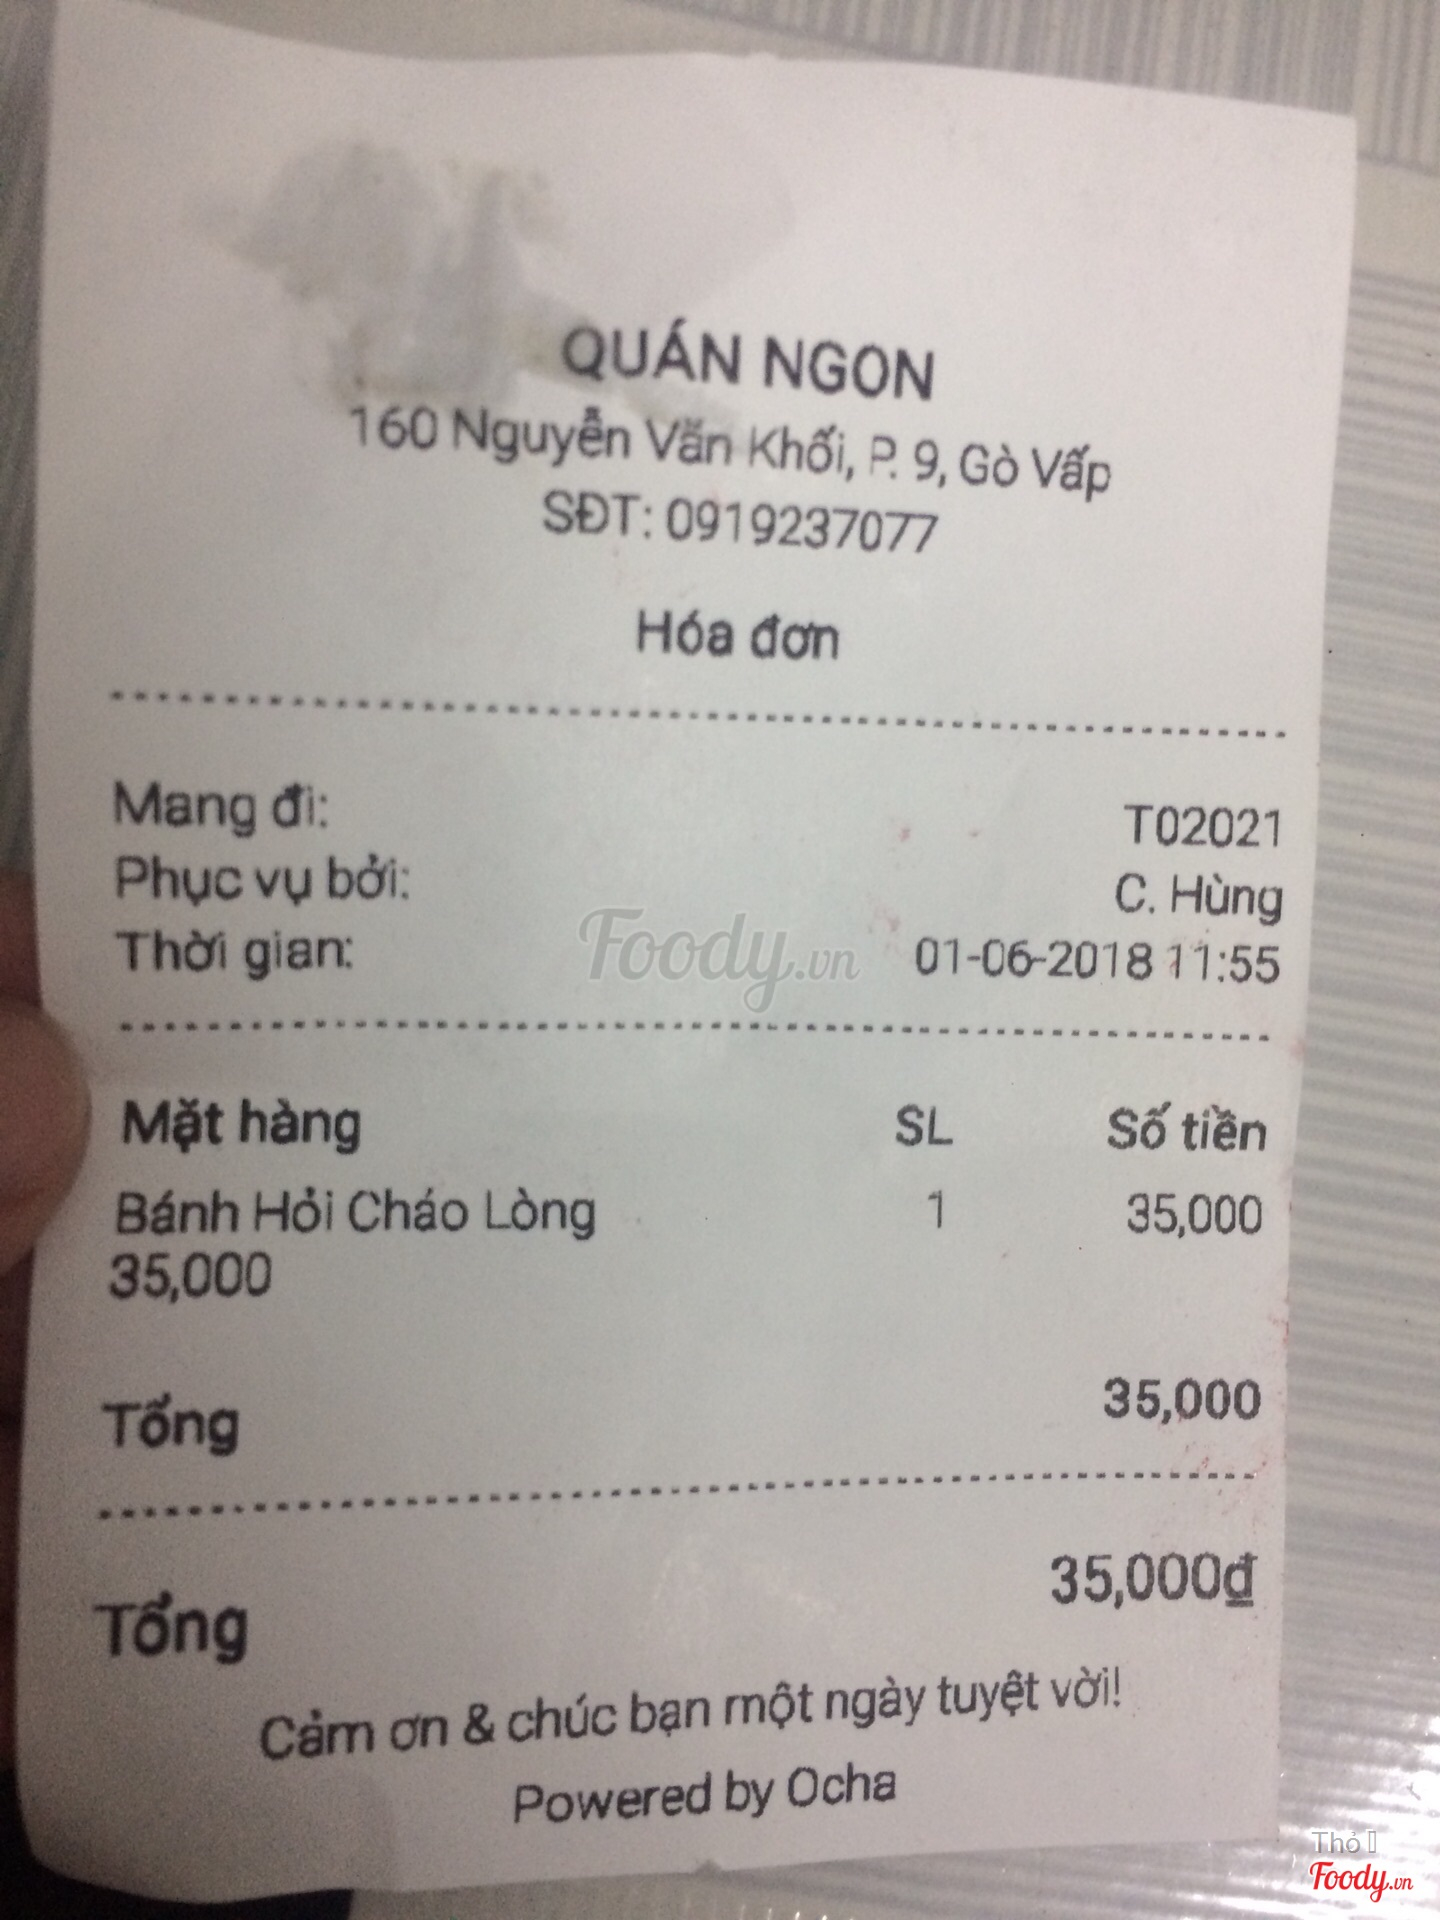 QUÁN NGON
160 Nguyễn Văn Khối, P. 9, Gò Vấp
SĐT: 0919237077
Hóa đơn
Mang đi: T02021
Phục vụ bởi: C. Hùng
Thời gian: 01-06-2018 11:55
Foody.vn
Mặt hàng SL Số tiền
Bánh Hỏi Cháo Lòng 1 35,000
35,000
Tổng 35,000
Tổng 35,000₫
Cảm ơn & chúc bạn một ngày tuyệt vời!
Powered by Ocha
Thỏ
Foody.vn